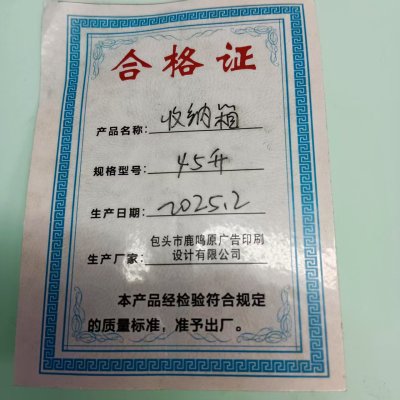 合格证
产品名称: 收纳箱
规格型号: 45升
生产日期: 2025.2
生产厂家: 包头市鹿鸣原广告印刷
设计有限公司
本产品经检验符合规定
的质量标准，准予出厂。